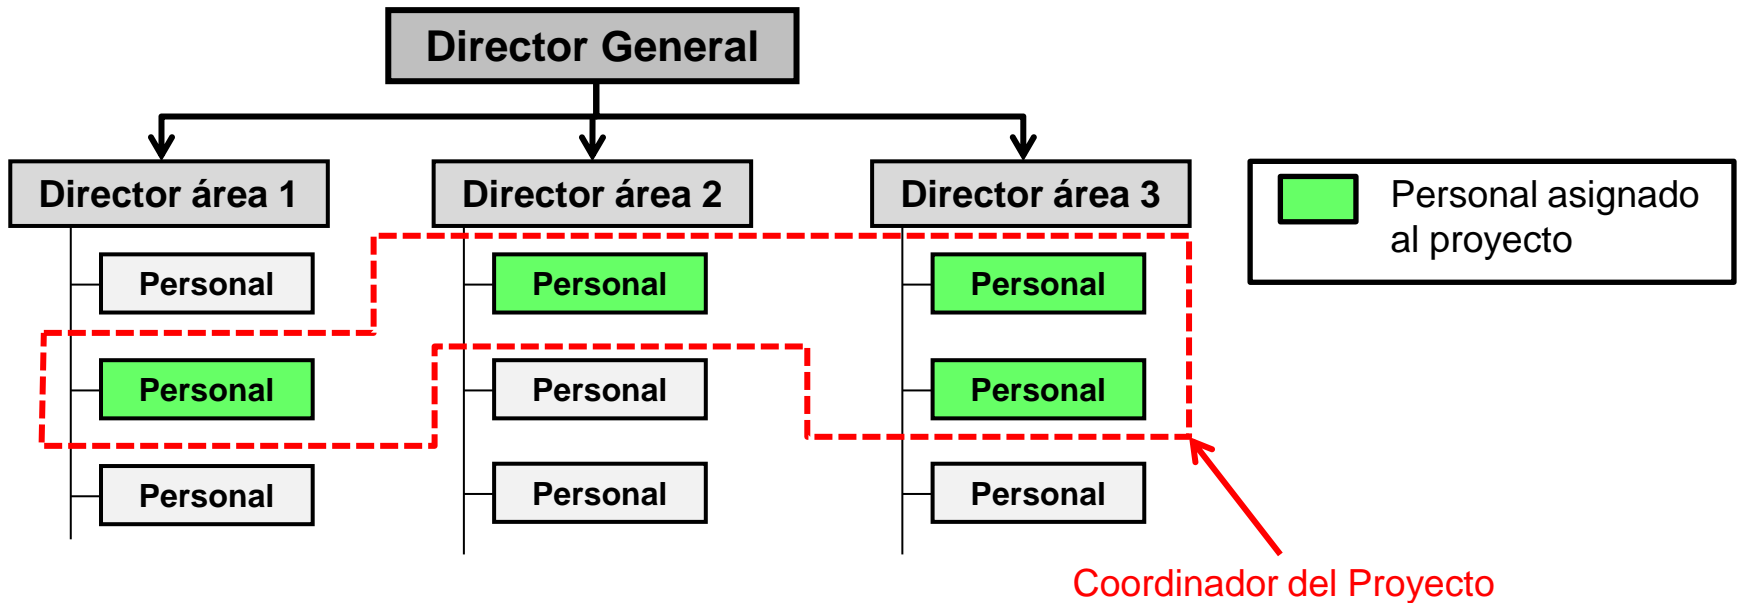 Director General
Director área 1
Director área 2
Director área 3
Personal asignado
al proyecto
Personal
Personal
Personal
Personal
Personal
Personal
Personal
Personal
Personal
Coordinador del Proyecto